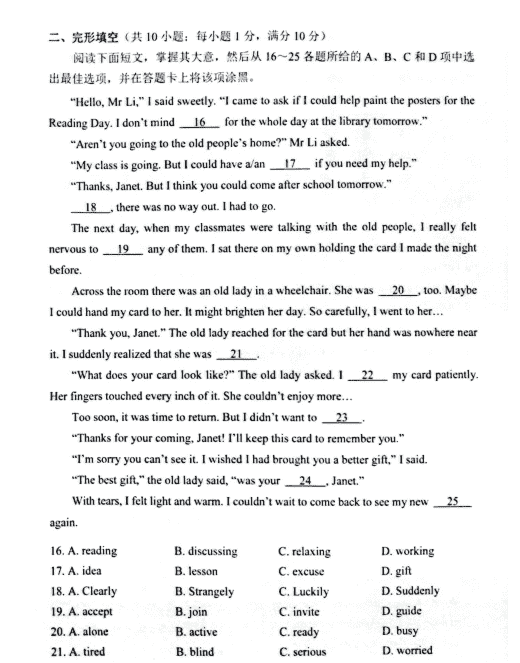 二、完形填空（共 10 小题；每小题 1 分，满分 10 分）
阅读下面短文，掌握其大意，然后从 16～25 各题所给的 A、B、C 和 D 项中选
出最佳选项，并在答题卡上将该项涂黑。
“Hello, Mr Li,” I said sweetly. “I came to ask if I could help paint the posters for the
Reading Day. I don’t mind 16 for the whole day at the library tomorrow.”
“Aren’t you going to the old people’s home?” Mr Li asked.
“My class is going. But I could have a/an 17 if you need my help.”
“Thanks, Janet. But I think you could come after school tomorrow.”
18 , there was no way out. I had to go.
The next day, when my classmates were talking with the old people, I really felt
nervous to 19 any of them. I sat there on my own holding the card I made the night
before.
Across the room there was an old lady in a wheelchair. She was 20 , too. Maybe
I could hand my card to her. It might brighten her day. So carefully, I went to her…
“Thank you, Janet.” The old lady reached for the card but her hand was nowhere near
it. I suddenly realized that she was 21 .
“What does your card look like?” The old lady asked. I 22 my card patiently.
Her fingers touched every inch of it. She couldn’t enjoy more…
Too soon, it was time to return. But I didn’t want to 23 .
“Thanks for your coming, Janet! I’ll keep this card to remember you.”
“I’m sorry you can’t see it. I wished I had brought you a better gift,” I said.
“The best gift,” the old lady said, “was your 24 , Janet.”
With tears, I felt light and warm. I couldn’t wait to come back to see my new 25
again.
16. A. reading B. discussing C. relaxing D. working
17. A. idea B. lesson C. excuse D. gift
18. A. Clearly B. Strangely C. Luckily D. Suddenly
19. A. accept B. join C. invite D. guide
20. A. alone B. active C. ready D. busy
21. A. tired B. blind C. serious D. worried